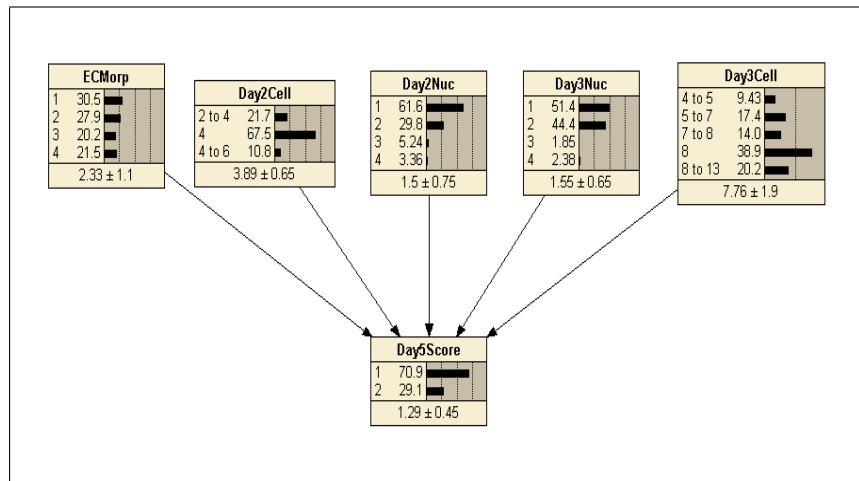 ECMorp
1 30.5
2 27.9
3 20.2
4 21.5
2.33 ± 1.1
Day2Cell
2 to 4 21.7
4 67.5
4 to 6 10.8
3.89 ± 0.65
Day2Nuc
1 61.6
2 29.8
3 5.24
4 3.36
1.5 ± 0.75
Day3Nuc
1 51.4
2 44.4
3 1.85
4 2.38
1.55 ± 0.65
Day3Cell
4 to 5 9.43
5 to 7 17.4
7 to 8 14.0
8 38.9
8 to 13 20.2
7.76 ± 1.9
Day5Score
1 70.9
2 29.1
1.29 ± 0.45